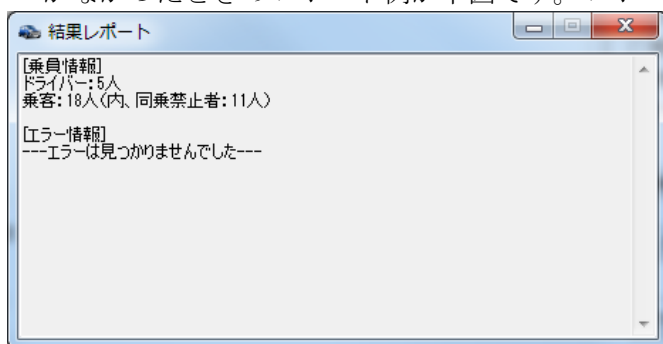 結果レポート
[乗員情報]
ドライバー:5人
乗客:18人(内、同乗禁止者:11人)
[エラー情報]
---エラーは見つかりませんでした---